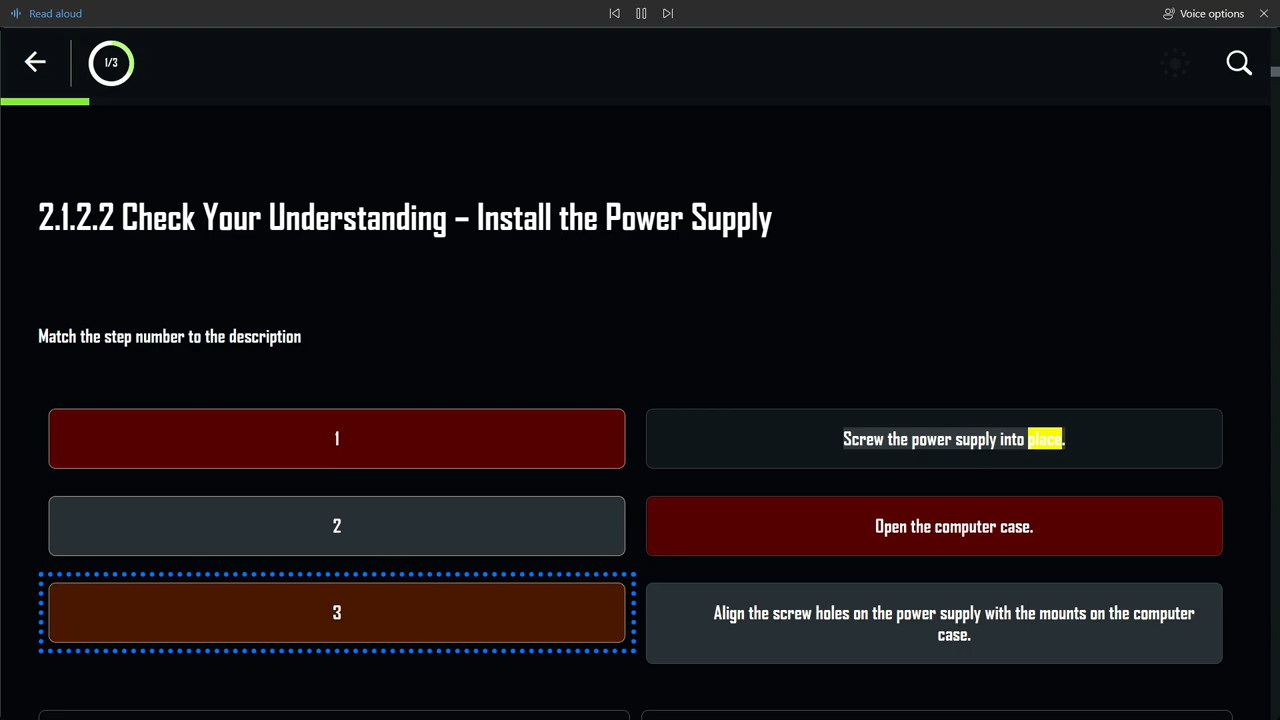 Read aloud
Voice options
1/3
2.1.2.2 Check Your Understanding – Install the Power Supply
Match the step number to the description
1
Screw the power supply into place.
2
Open the computer case.
3
Align the screw holes on the power supply with the mounts on the computer
case.